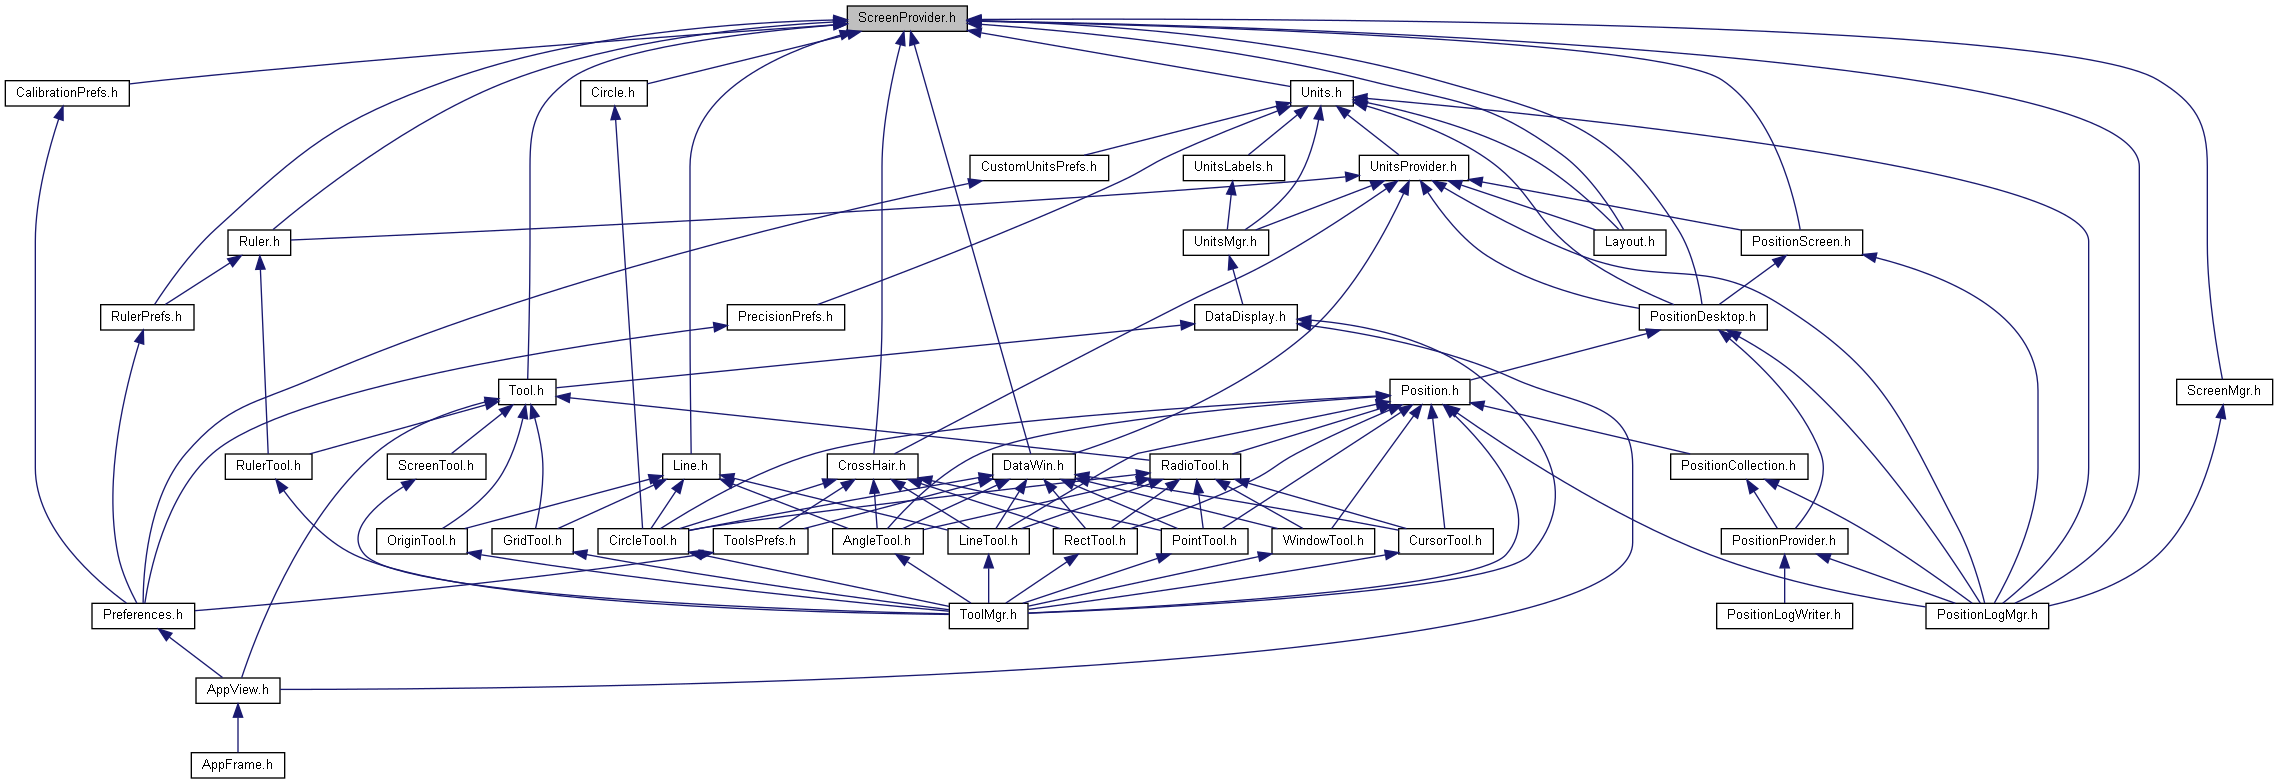 ScreenProvider.h
CalibrationPrefs.h
Circle.h
Units.h
CustomUnitsPrefs.h
UnitsLabels.h
UnitsProvider.h
Ruler.h
UnitsMgr.h
Layout.h
PositionScreen.h
RulerPrefs.h
PrecisionPrefs.h
DataDisplay.h
PositionDesktop.h
Tool.h
Position.h
ScreenMgr.h
RulerTool.h
ScreenTool.h
Line.h
CrossHair.h
DataWin.h
RadioTool.h
PositionCollection.h
OriginTool.h
GridTool.h
CircleTool.h
ToolsPrefs.h
AngleTool.h
LineTool.h
RectTool.h
PointTool.h
WindowTool.h
CursorTool.h
PositionProvider.h
Preferences.h
ToolMgr.h
PositionLogWriter.h
PositionLogMgr.h
AppView.h
AppFrame.h